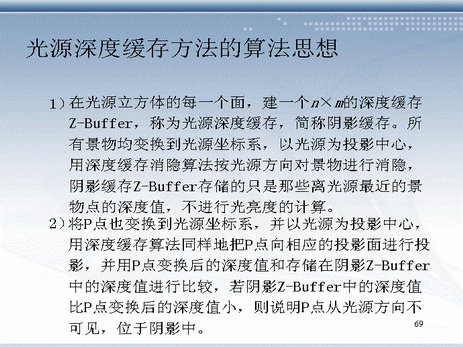 光源深度缓存方法的算法思想
1）在光源立方体的每一个面，建一个n×m的深度缓存
Z-Buffer，称为光源深度缓存，简称阴影缓存。所
有景物均变换到光源坐标系，以光源为投影中心，
用深度缓存消隐算法按光源方向对景物进行消隐，
阴影缓存Z-Buffer存储的只是那些离光源最近的景
物点的深度值，不进行光亮度的计算。
2）将P点也变换到光源坐标系，并以光源为投影中心，
用深度缓存算法同样地把P点向相应的投影面进行投
影，并用P点变换后的深度值和存储在阴影Z-Buffer
中的深度值进行比较，若阴影Z-Buffer中的深度值
比P点变换后的深度值小，则说明P点从光源方向不
可见，位于阴影中。
69